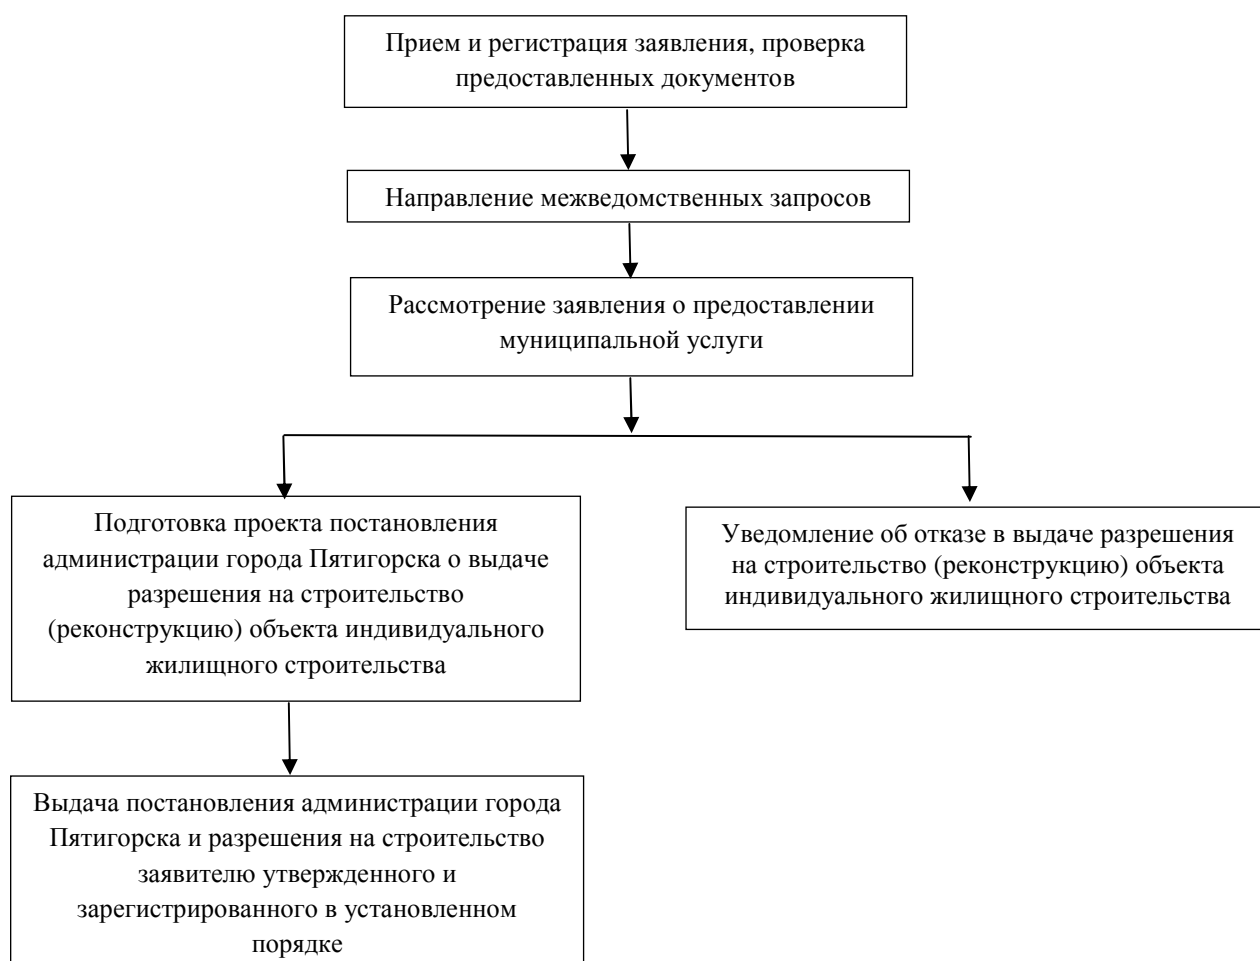 Прием и регистрация заявления, проверка
предоставленных документов
Направление межведомственных запросов
Рассмотрение заявления о предоставлении
муниципальной услуги
Подготовка проекта постановления
администрации города Пятигорска о выдаче
разрешения на строительство
(реконструкцию) объекта индивидуального
жилищного строительства
Уведомление об отказе в выдаче разрешения
на строительство (реконструкцию) объекта
индивидуального жилищного строительства
Выдача постановления администрации города
Пятигорска и разрешения на строительство
заявителю утвержденного и
зарегистрированного в установленном
порядке